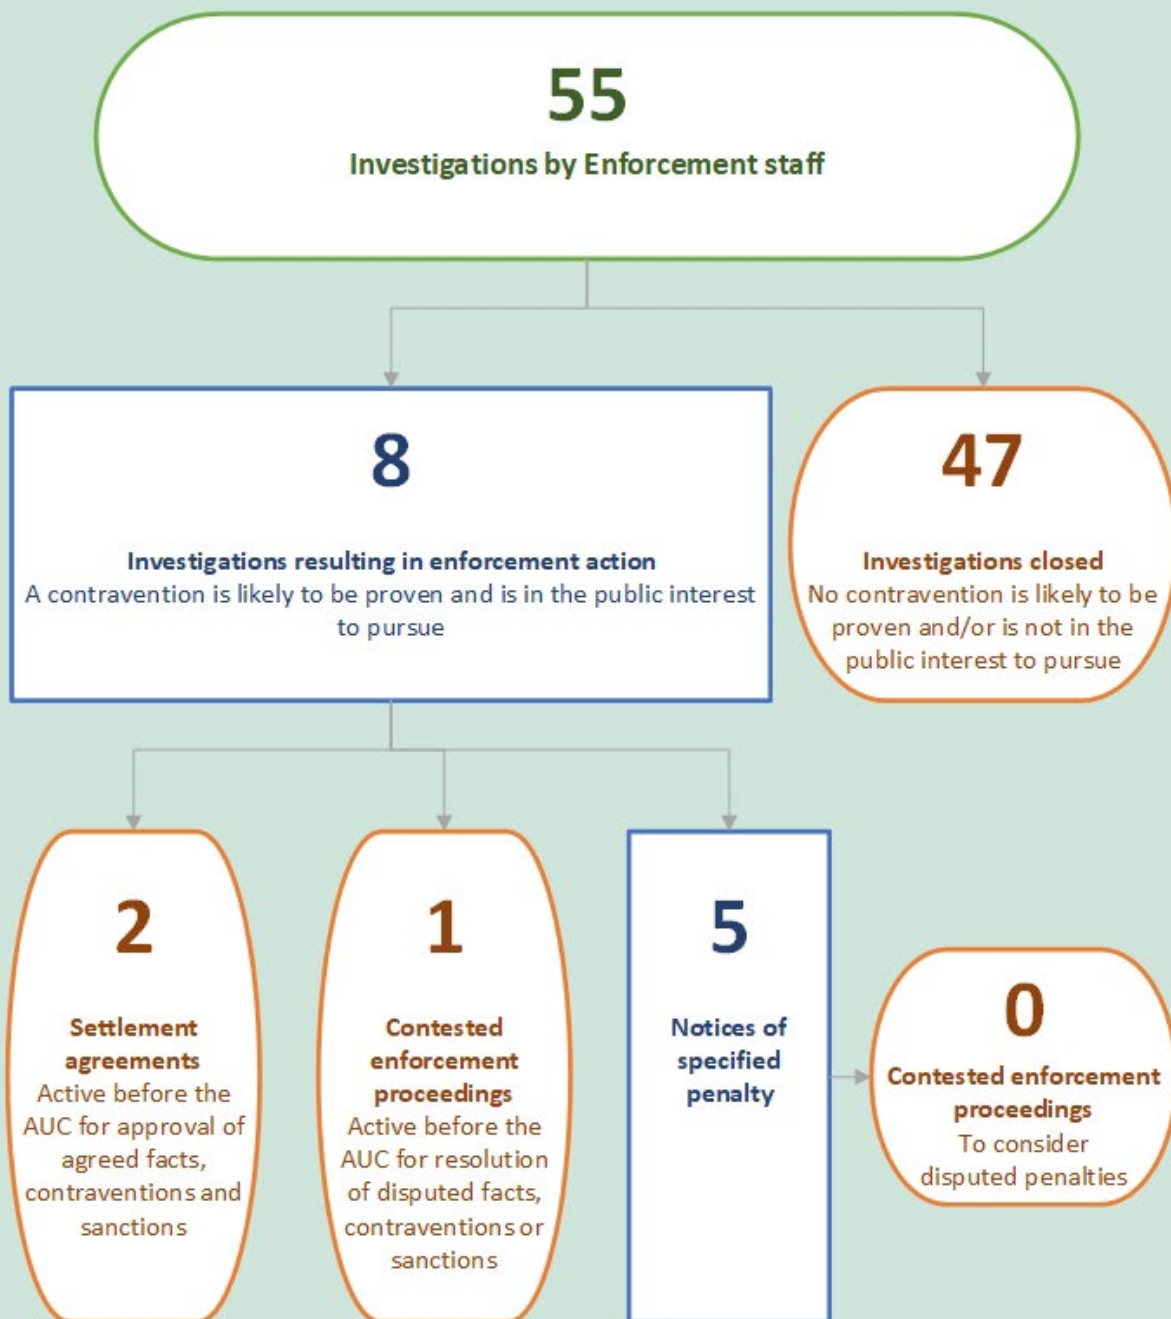 55
Investigations by Enforcement staff
8
Investigations resulting in enforcement action
A contravention is likely to be proven and is in the public interest
to pursue
47
Investigations closed
No contravention is likely to be
proven and/or is not in the
public interest to pursue
2
Settlement
agreements
Active before the
AUC for approval of
agreed facts,
contraventions and
sanctions
1
Contested
enforcement
proceedings
Active before the
AUC for resolution
of disputed facts,
contraventions or
sanctions
5
Notices of
specified
penalty
0
Contested enforcement
proceedings
To consider
disputed penalties